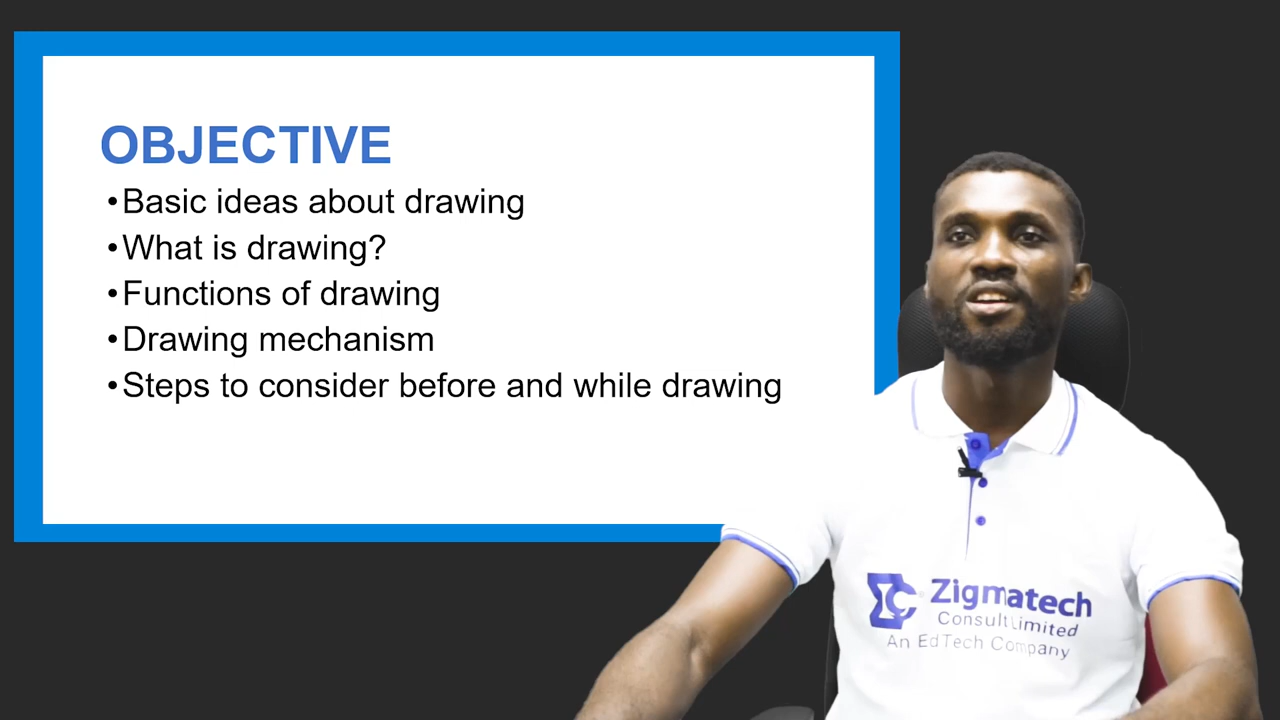 OBJECTIVE
•Basic ideas about drawing
•What is drawing?
•Functions of drawing
•Drawing mechanism
•Steps to consider before and while drawing
Zigmatech
Consult Limited
An EdTech Company